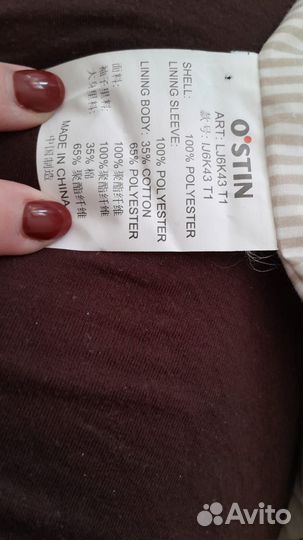 O'STIN
ART: LJ6K43 T1
款号: IJ6K43 T1
SHELL: 100% POLYESTER
LINING SLEEVE:
100% POLYESTER
LINING BODY: 35% COTTON
65% POLYESTER
面料: 100% 聚酯纤维
袖子里料: 100% 聚酯纤维
大身里料: 35% 棉
65% 聚酯纤维
MADE IN CHINA
中国制造
Avito